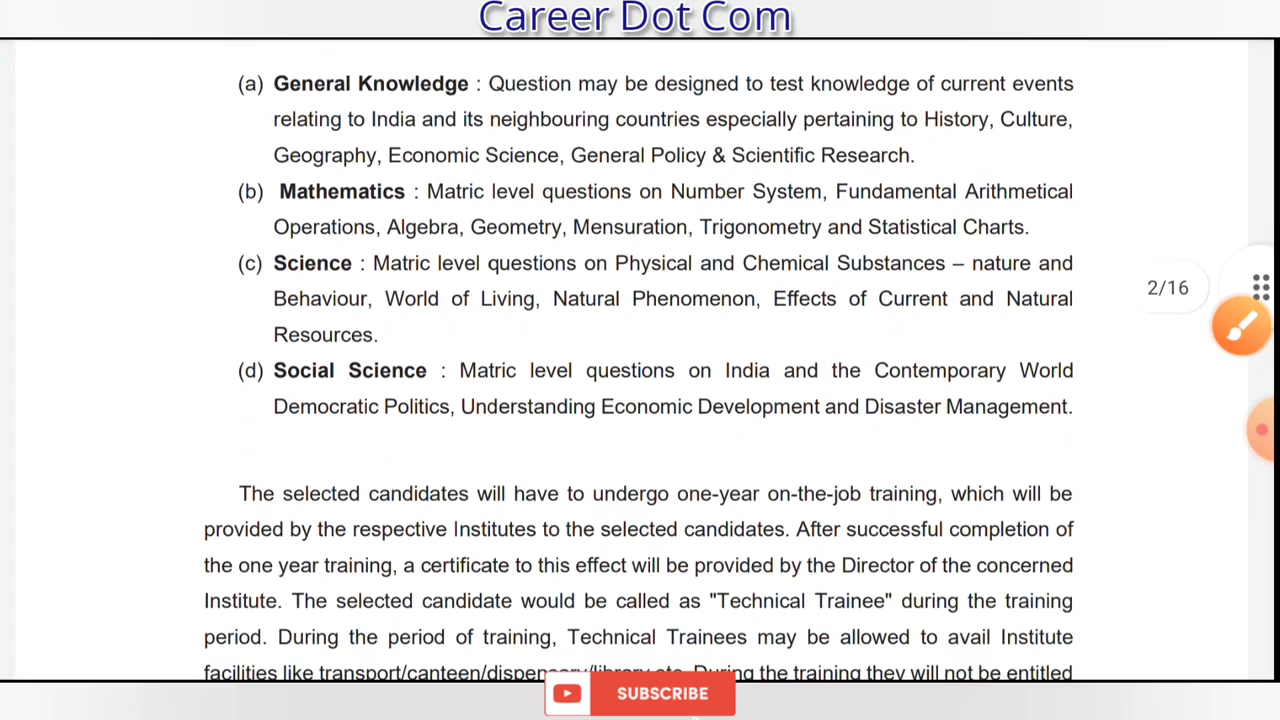 Career Dot Com
(a) General Knowledge : Question may be designed to test knowledge of current events
relating to India and its neighbouring countries especially pertaining to History, Culture,
Geography, Economic Science, General Policy & Scientific Research.
(b) Mathematics : Matric level questions on Number System, Fundamental Arithmetical
Operations, Algebra, Geometry, Mensuration, Trigonometry and Statistical Charts.
(c) Science : Matric level questions on Physical and Chemical Substances – nature and
Behaviour, World of Living, Natural Phenomenon, Effects of Current and Natural
Resources.
2/16
(d) Social Science : Matric level questions on India and the Contemporary World
Democratic Politics, Understanding Economic Development and Disaster Management.
The selected candidates will have to undergo one-year on-the-job training, which will be
provided by the respective Institutes to the selected candidates. After successful completion of
the one year training, a certificate to this effect will be provided by the Director of the concerned
Institute. The selected candidate would be called as "Technical Trainee" during the training
period. During the period of training, Technical Trainees may be allowed to avail Institute
facilities like transport/canteen/dispensary/library etc. During the training they will not be entitled
SUBSCRIBE